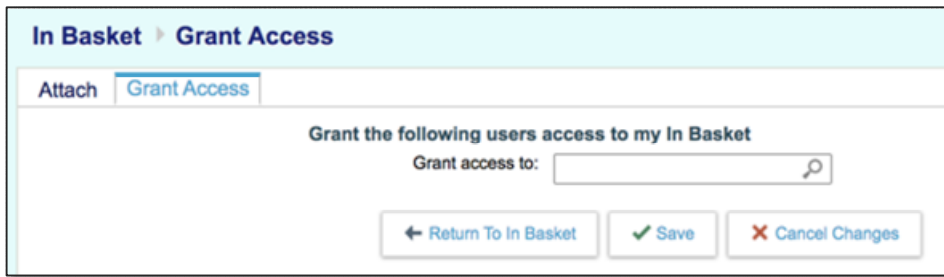 In Basket Grant Access
Attach Grant Access
Grant the following users access to my In Basket
Grant access to:
Return To In Basket Save Cancel Changes